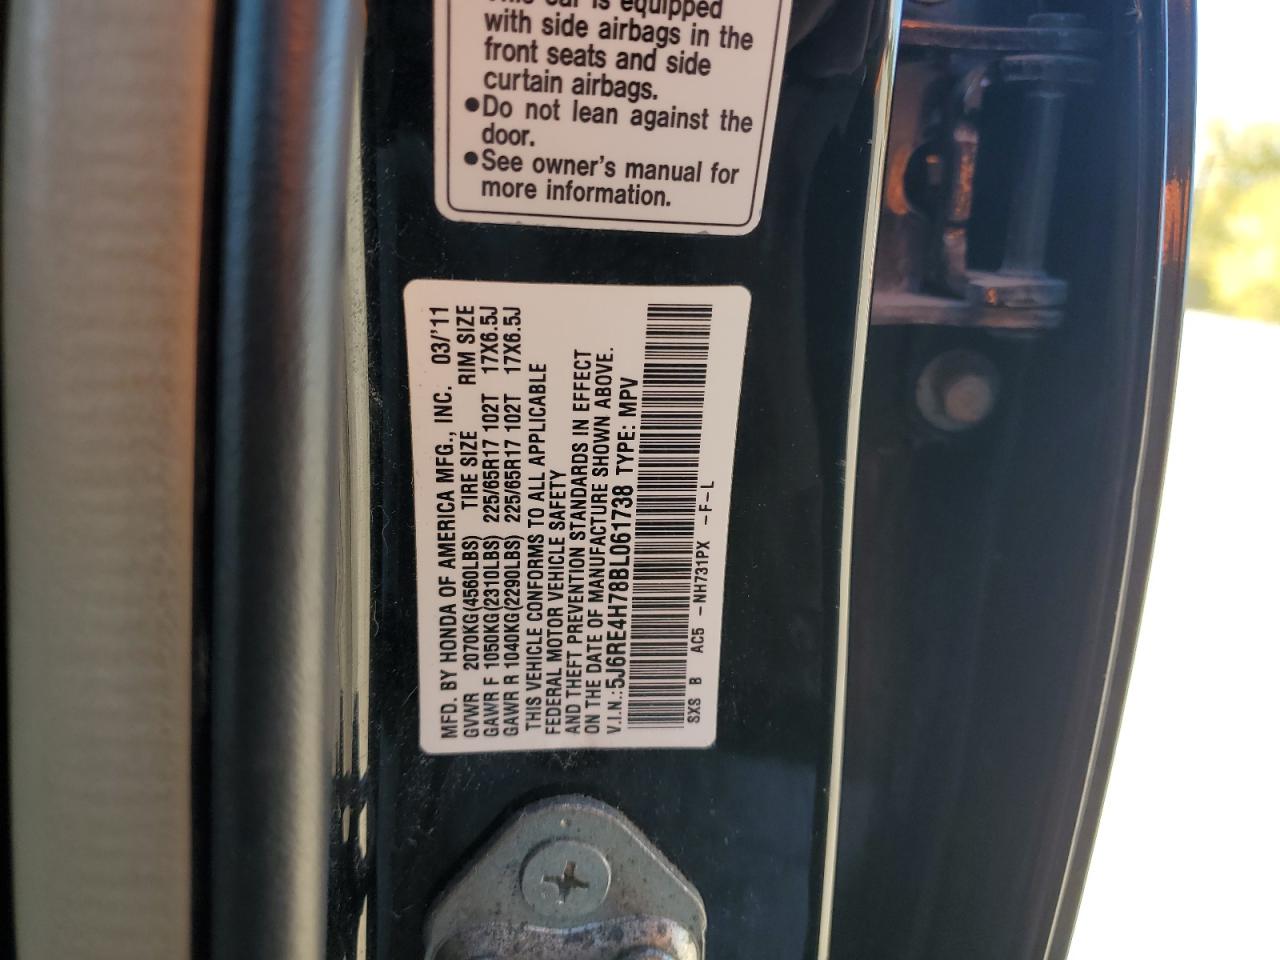 This car is equipped
with side airbags in the
front seats and side
curtain airbags.
●Do not lean against the
door.
●See owner's manual for
more information.
MFD. BY HONDA OF AMERICA MFG., INC. 03/'11
GVWR 2070KG(4560LBS) TIRE SIZE RIM SIZE
GAWR F 1050KG(2310LBS) 225/65R17 102T 17X6.5J
GAWR R 1040KG(2290LBS) 225/65R17 102T 17X6.5J
THIS VEHICLE CONFORMS TO ALL APPLICABLE
FEDERAL MOTOR VEHICLE SAFETY
AND THEFT PREVENTION STANDARDS IN EFFECT
ON THE DATE OF MANUFACTURE SHOWN ABOVE.
V.I.N.:5J6RE4H78BL061738 TYPE: MPV
SXS B AC5 -NH731PX -F-L